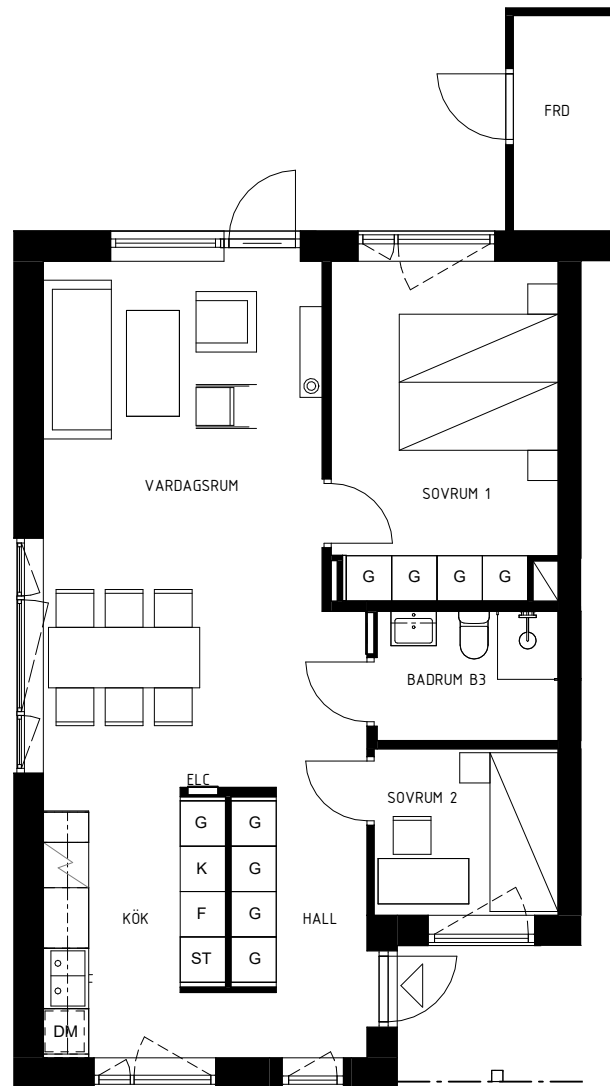 FRD
VARDAGSRUM
SOVRUM 1
G G G G
BADRUM B3
ELC
SOVRUM 2
G G
K G
KÖK F G HALL
ST G
DM